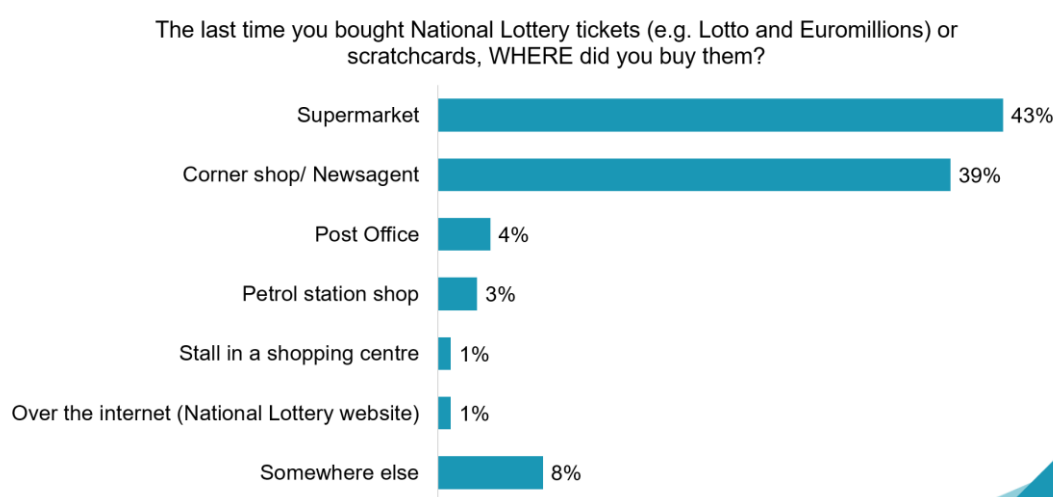 The last time you bought National Lottery tickets (e.g. Lotto and Euromillions) or
scratchcards, WHERE did you buy them?
Supermarket 43%
Corner shop/ Newsagent 39%
Post Office 4%
Petrol station shop 3%
Stall in a shopping centre 1%
Over the internet (National Lottery website) 1%
Somewhere else 8%